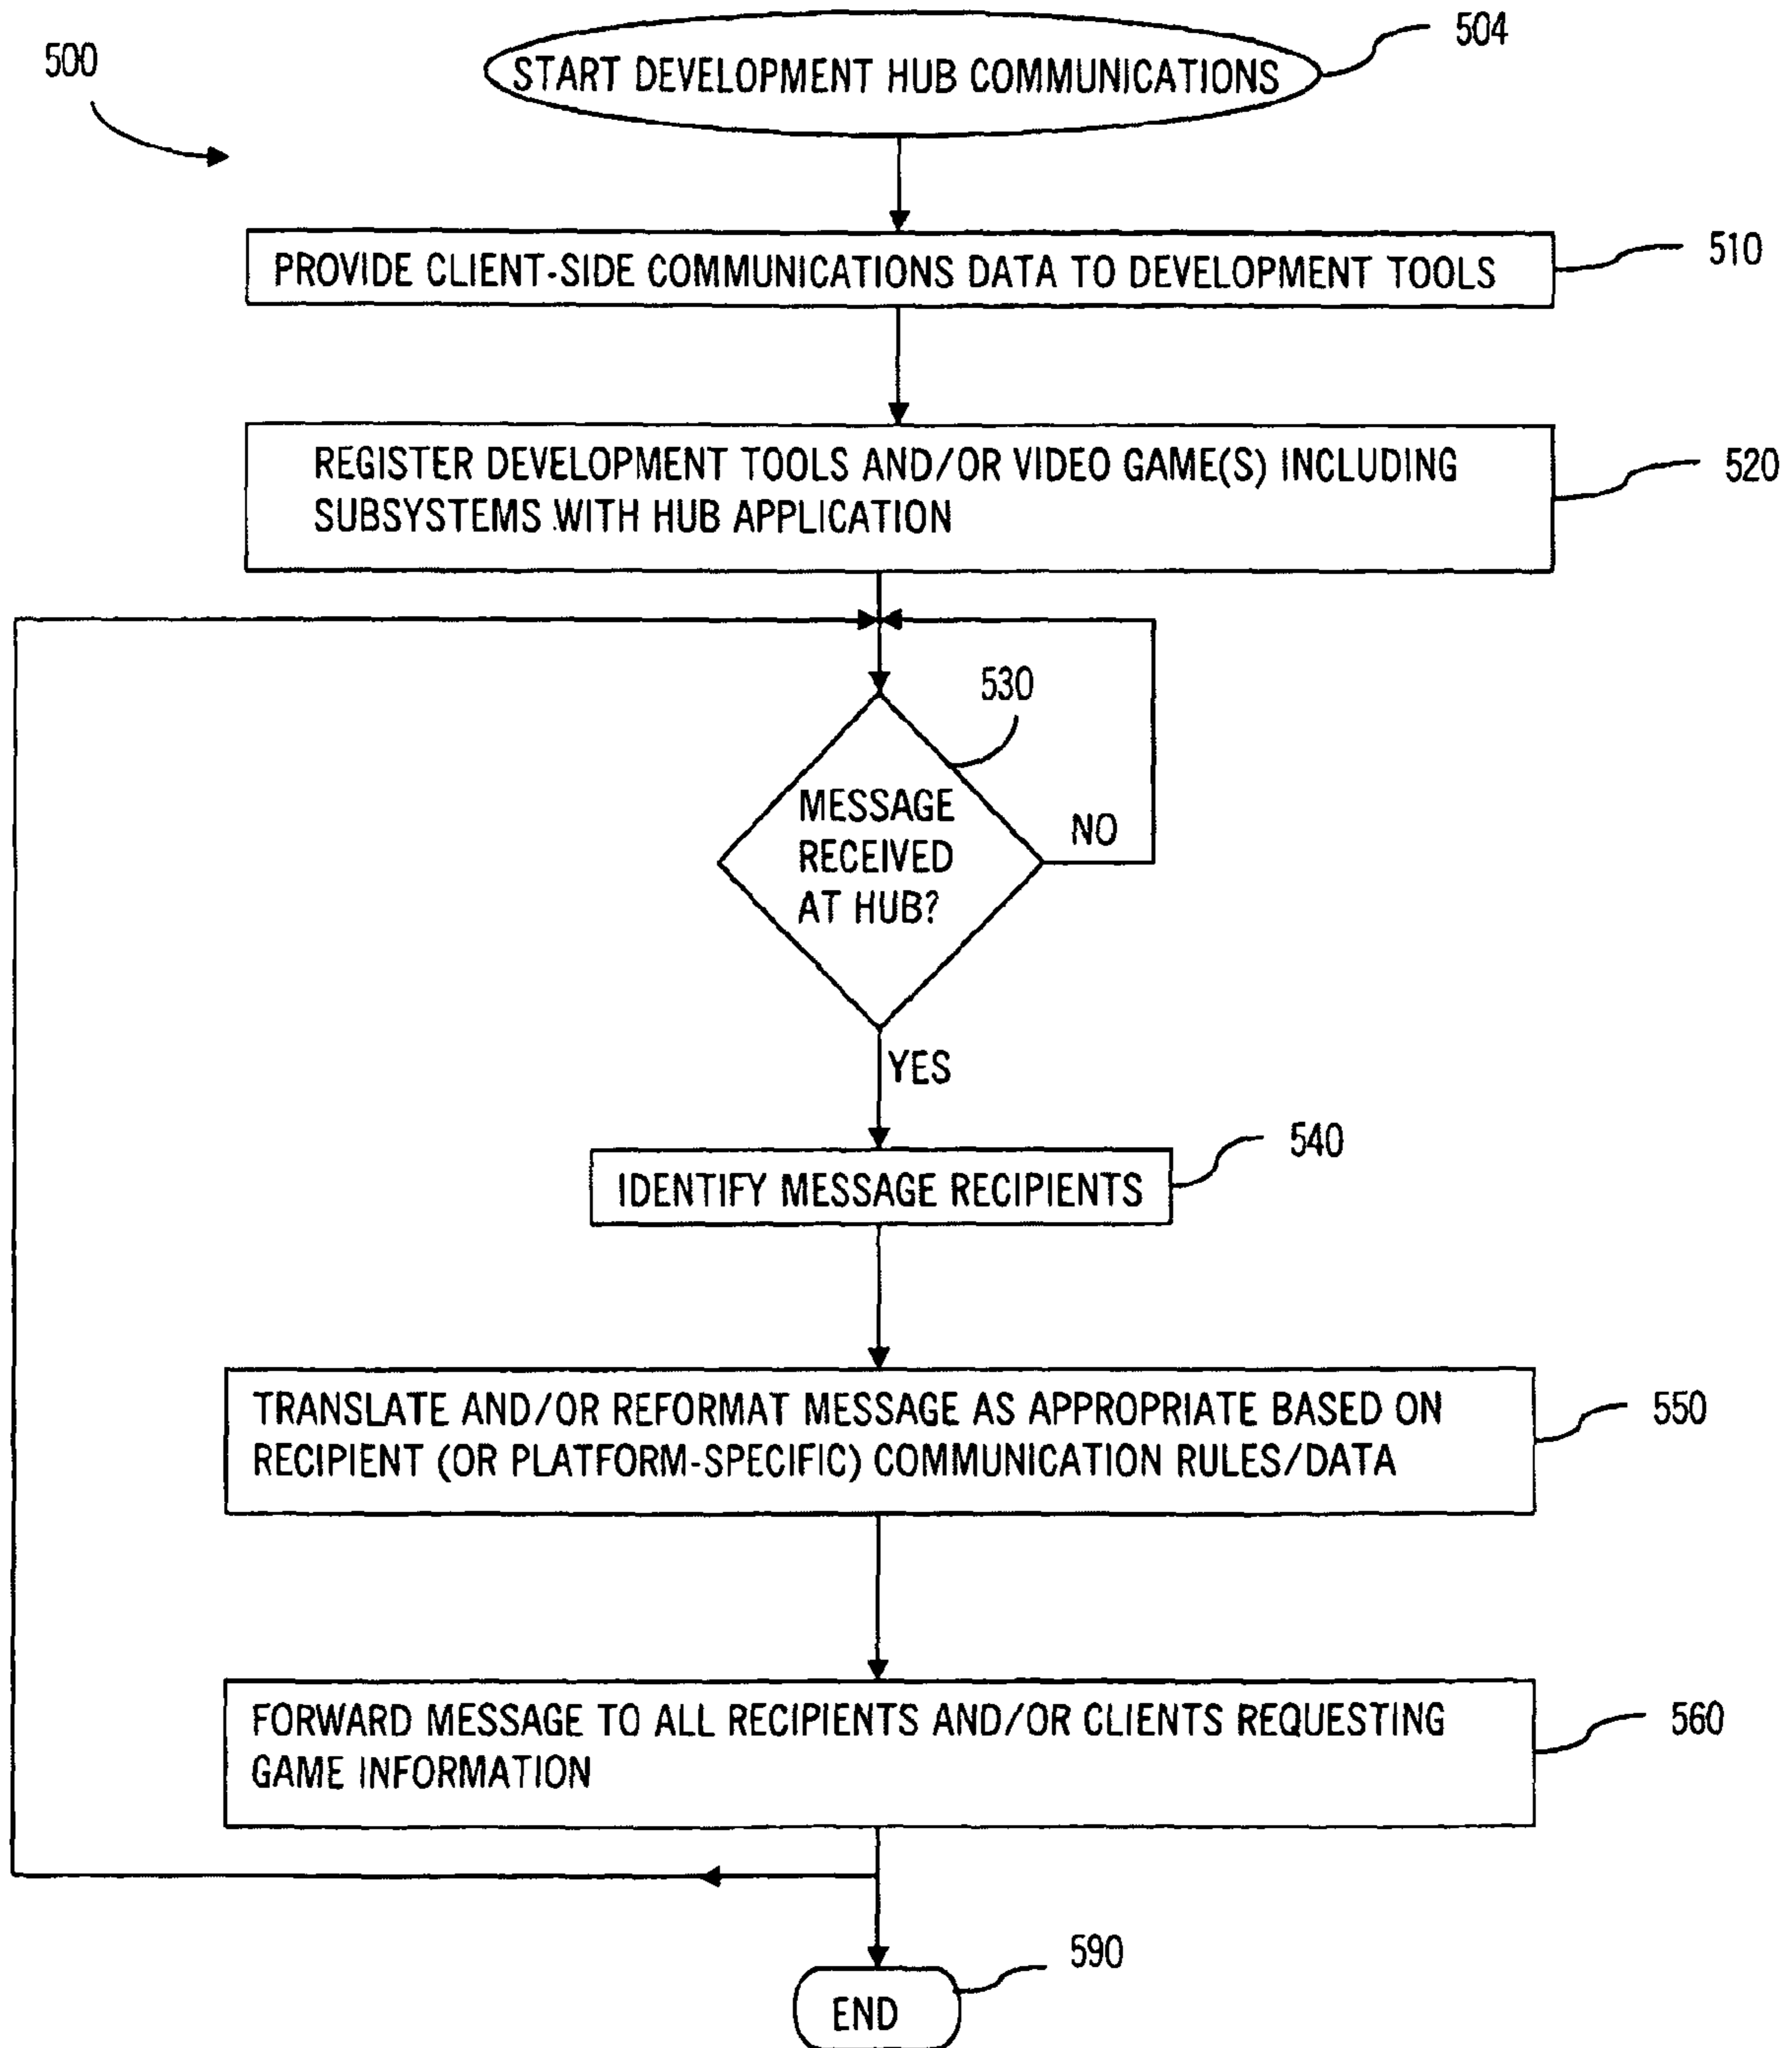 500
START DEVELOPMENT HUB COMMUNICATIONS
504
PROVIDE CLIENT-SIDE COMMUNICATIONS DATA TO DEVELOPMENT TOOLS
510
REGISTER DEVELOPMENT TOOLS AND/OR VIDEO GAME(S) INCLUDING
SUBSYSTEMS WITH HUB APPLICATION
520
530
MESSAGE
RECEIVED
AT HUB?
NO
YES
540
IDENTIFY MESSAGE RECIPIENTS
TRANSLATE AND/OR REFORMAT MESSAGE AS APPROPRIATE BASED ON
RECIPIENT (OR PLATFORM-SPECIFIC) COMMUNICATION RULES/DATA
550
FORWARD MESSAGE TO ALL RECIPIENTS AND/OR CLIENTS REQUESTING
GAME INFORMATION
560
590
END